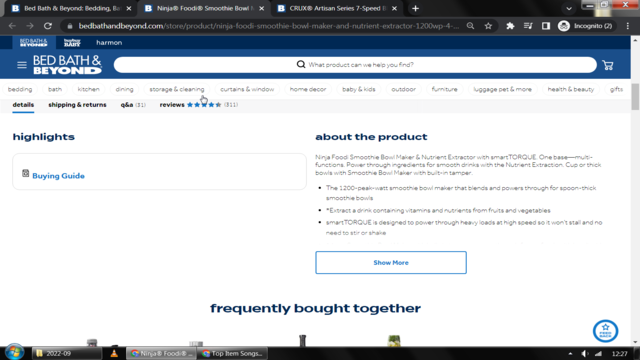 Bed Bath & Beyond: Bedding, Ba
Ninja® Foodi® Smoothie Bowl M
CRUX® Artisan Series 7-Speed B
bedbathandbeyond.com/store/product/ninja-foodi-smoothie-bowl-maker-and-nutrient-extractor-1200wp-4-...
Incognito (2)
BED BATH & BEYOND
buybuy BABY
harmon
BED BATH & BEYOND
What product can we help you find?
bedding bath kitchen dining storage & cleaning curtains & window home decor baby & kids outdoor furniture luggage pet & more health & beauty gifts
details shipping & returns q&a (31) reviews (311)
highlights
Buying Guide
about the product
Ninja Foodi Smoothie Bowl Maker & Nutrient Extractor with smartTORQUE. One base—multi-
functions. Power through ingredients for smooth drinks with the Nutrient Extraction. Cup or thick
bowls with Smoothie Bowl Maker with built-in tamper.
• The 1200-peak-watt smoothie bowl maker that blends and powers through for spoon-thick
smoothie bowls
• *Extract a drink containing vitamins and nutrients from fruits and vegetables
• smartTORQUE is designed to power through heavy loads at high speed so it won't stall and no
need to stir or shake
Show More
frequently bought together
FEEDBACK
2022-09
Ninja® Foodi® ...
Top Item Songs...
12:27